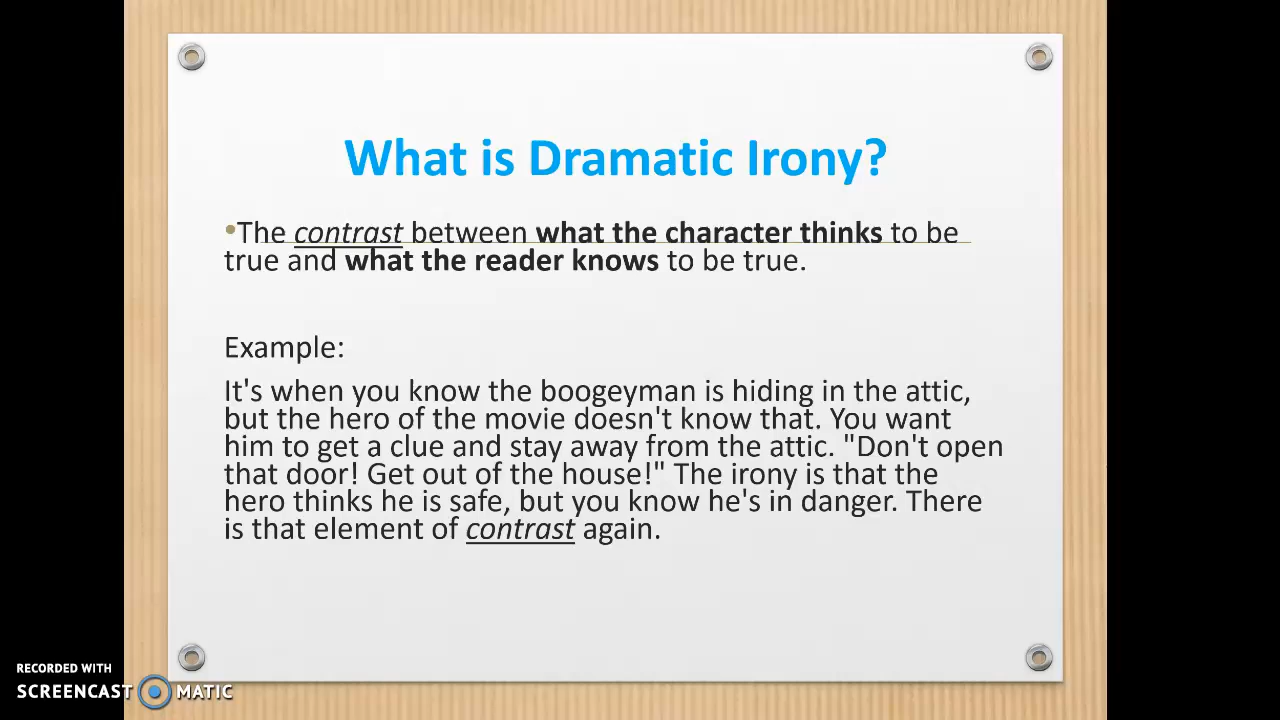 What is Dramatic Irony?
•The contrast between what the character thinks to be
true and what the reader knows to be true.
Example:
It's when you know the boogeyman is hiding in the attic,
but the hero of the movie doesn't know that. You want
him to get a clue and stay away from the attic. "Don't open
that door! Get out of the house!" The irony is that the
hero thinks he is safe, but you know he's in danger. There
is that element of contrast again.
RECORDED WITH
SCREENCAST MATIC